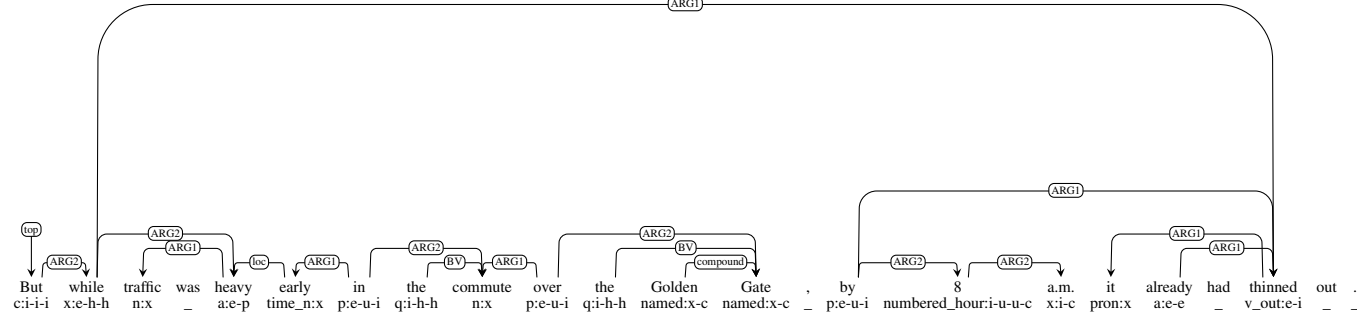 ARG1
ARG1
top ARG2 ARG2 ARG1
ARG1 ARG2 BV ARG1
ARG2 loc ARG1 BV ARG1 compound ARG2 ARG2
But while traffic was heavy early in the commute over the Golden Gate , by 8 a.m. it already had thinned out .
c:i-i-i x:e-h-h n:x _ a:e-p time_n:x p:e-u-i q:i-h-h n:x p:e-u-i q:i-h-h named:x-c named:x-c _ p:e-u-i numbered_hour:i-u-u-c x:i-c pron:x a:e-e _ v_out:e-i _ _